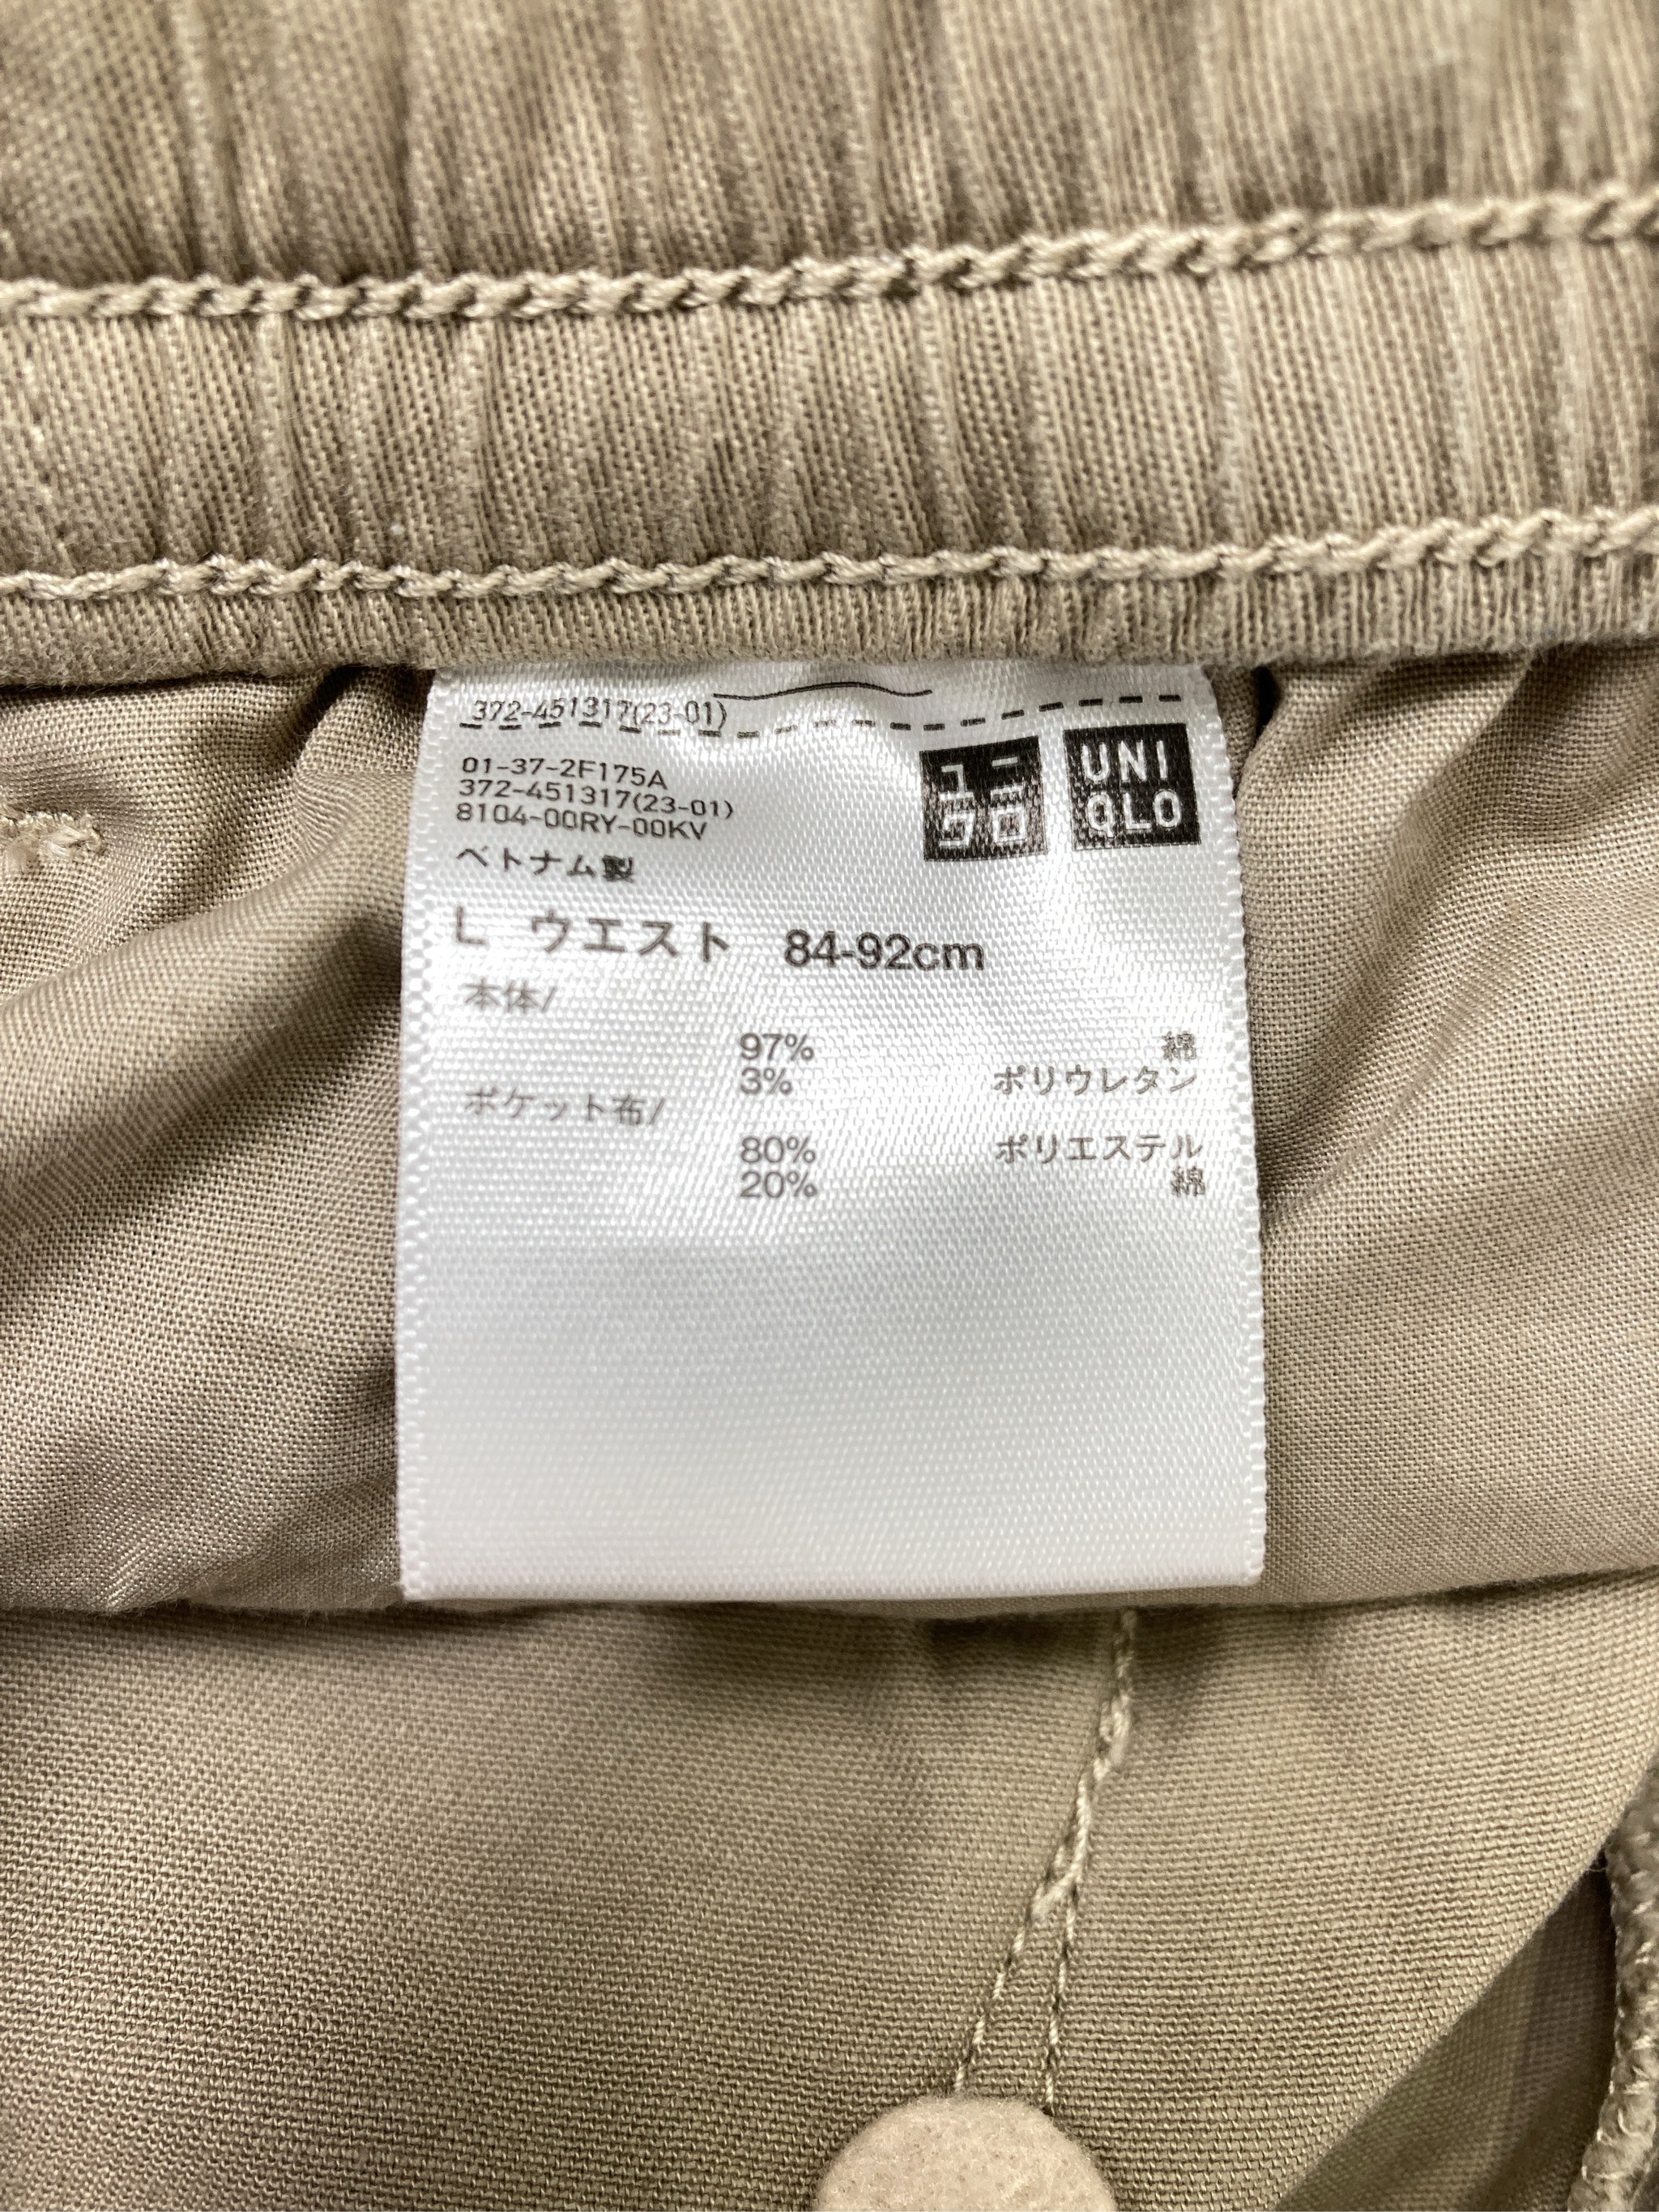 372-451317(23-01)
01-37-2F175A
372-451317(23-01)
8104-00RY-00KV
ユニ
クロ
UNI
QLO
ベトナム製
L ウエスト 84-92cm
本体/
97% 綿
3% ポリウレタン
ポケット布/
80% ポリエステル
20% 綿